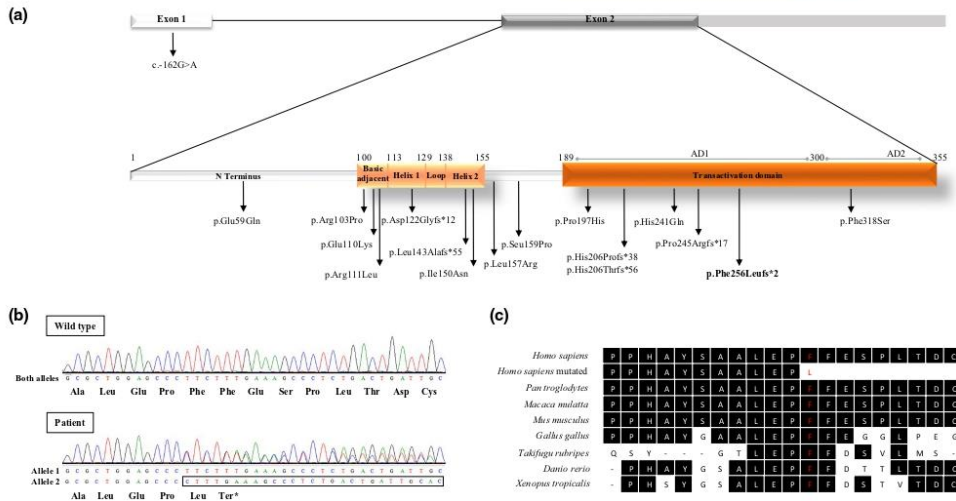 (a)
Exon 1
Exon 2
c.-162G>A
1
100 113 129 138 155
189
AD1
300
AD2
355
N Terminus
Basic adjacent
Helix 1
Loop
Helix 2
Transactivation domain
p.Glu59Gln
p.Arg103Pro
p.Asp122Glyfs*12
p.Glu110Lys
p.Leu143Alafs*55
p.Seu159Pro
p.Arg111Leu
p.Ile150Asn
p.Leu157Arg
p.Pro197His
p.His241Gln
p.Phe318Ser
p.Pro245Argfs*17
p.His206Profs*38
p.His206Thrfs*56
p.Phe256Leufs*2
(b)
Wild type
Both alleles G C G C T G G A G C C C T T C T T T G A A A G C C C T C T G A C T G A T T G C
Ala Leu Glu Pro Phe Phe Glu Ser Pro Leu Thr Asp Cys
Patient
Allele 1 G C G C T G G A G C C C T T C T T T G A A A G C C C T C T G A C T G A T T G C
Allele 2 G C G C T G G A G C C C C T T T G A A A G C C C T C T G A C T G A T T G C A C
Ala Leu Glu Pro Leu Ter*
(c)
Homo sapiens P P H A Y S A A L E P F F E S P L T D C
Homo sapiens mutated P P H A Y S A A L E P L
Pan troglodytes P P H A Y S A A L E P F F E S P L T D C
Macaca mulatta P P H A Y S A A L E P F F E S P L T D C
Mus musculus P P H A Y S A A L E P F F E S P L T D C
Gallus gallus P P H A Y G A A L E P F F E G G L P E G
Takifugu rubripes Q S Y - - - G T L E P F F D S V L M S -
Danio rerio - P H A Y G S A L E P F F D T T L T D C
Xenopus tropicalis - P H S Y G S A L E P F F D S T V T D C